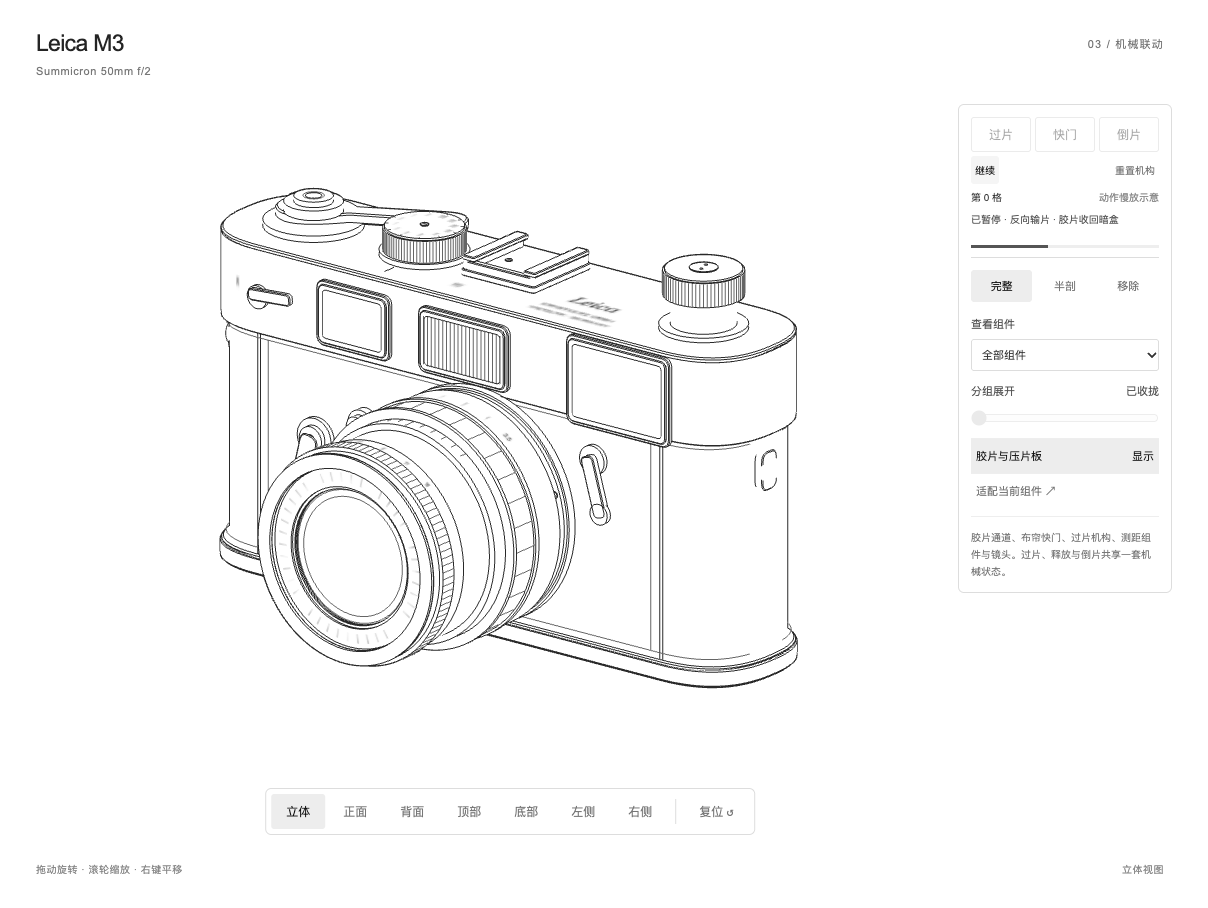 Leica M3
Summicron 50mm f/2
03 / 机械联动
过片 快门 倒片
继续 重置机构
第 0 格 动作慢放示意
已暂停 · 反向输片 · 胶片收回暗盒
完整 半剖 移除
查看组件
全部组件
分组展开 已收拢
胶片与压片板 显示
适配当前组件 ↗
胶片通道、布帘快门、过片机构、测距组
件与镜头。过片、释放与倒片共享一套机
械状态。
Leica
立体 正面 背面 顶部 底部 左侧 右侧 复位 ↺
拖动旋转 · 滚轮缩放 · 右键平移
立体视图